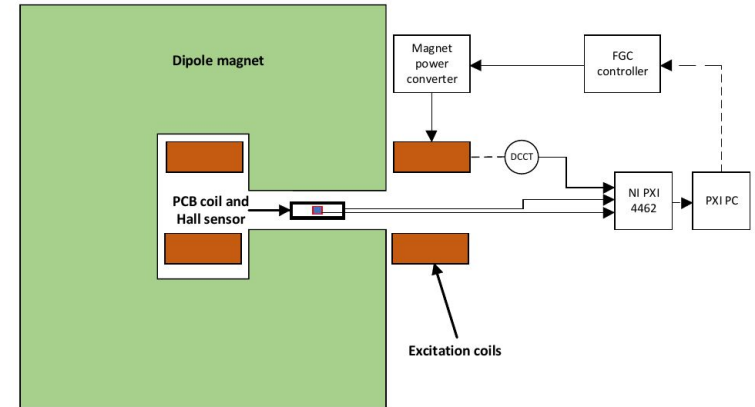 Dipole magnet
Magnet
power
converter
FGC
controller
DCCT
PCB coil and
Hall sensor
NI PXI
4462
PXI PC
Excitation coils